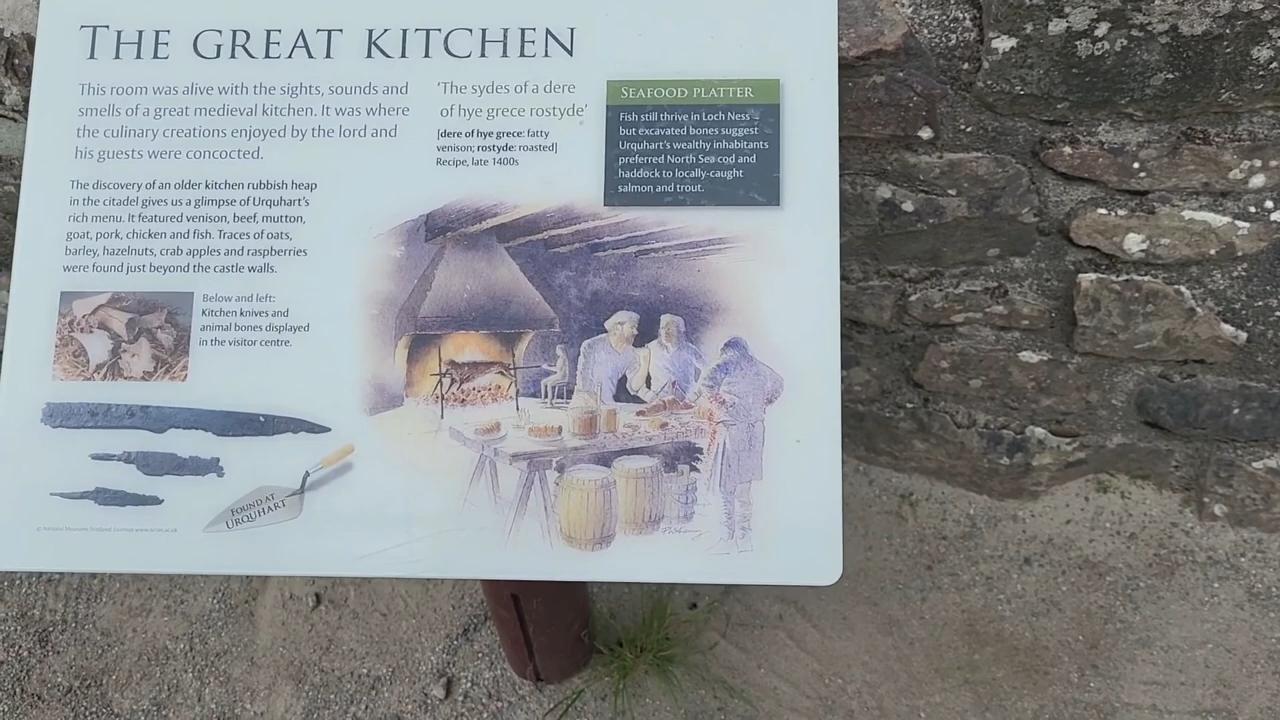 THE GREAT KITCHEN
This room was alive with the sights, sounds and
smells of a great medieval kitchen. It was where
the culinary creations enjoyed by the lord and
his guests were concocted.
The discovery of an older kitchen rubbish heap
in the citadel gives us a glimpse of Urquhart's
rich menu. It featured venison, beef, mutton,
goat, pork, chicken and fish. Traces of oats,
barley, hazelnuts, crab apples and raspberries
were found just beyond the castle walls.
Below and left:
Kitchen knives and
animal bones displayed
in the visitor centre.
FOUND AT
URQUHART
'The sydes of a dere
of hye grece rostyde'
[dere of hye grece: fatty
venison; rostyde: roasted]
Recipe, late 1400s
SEAFOOD PLATTER
Fish still thrive in Loch Ness –
but excavated bones suggest
Urquhart's wealthy inhabitants
preferred North Sea cod and
haddock to locally-caught
salmon and trout.